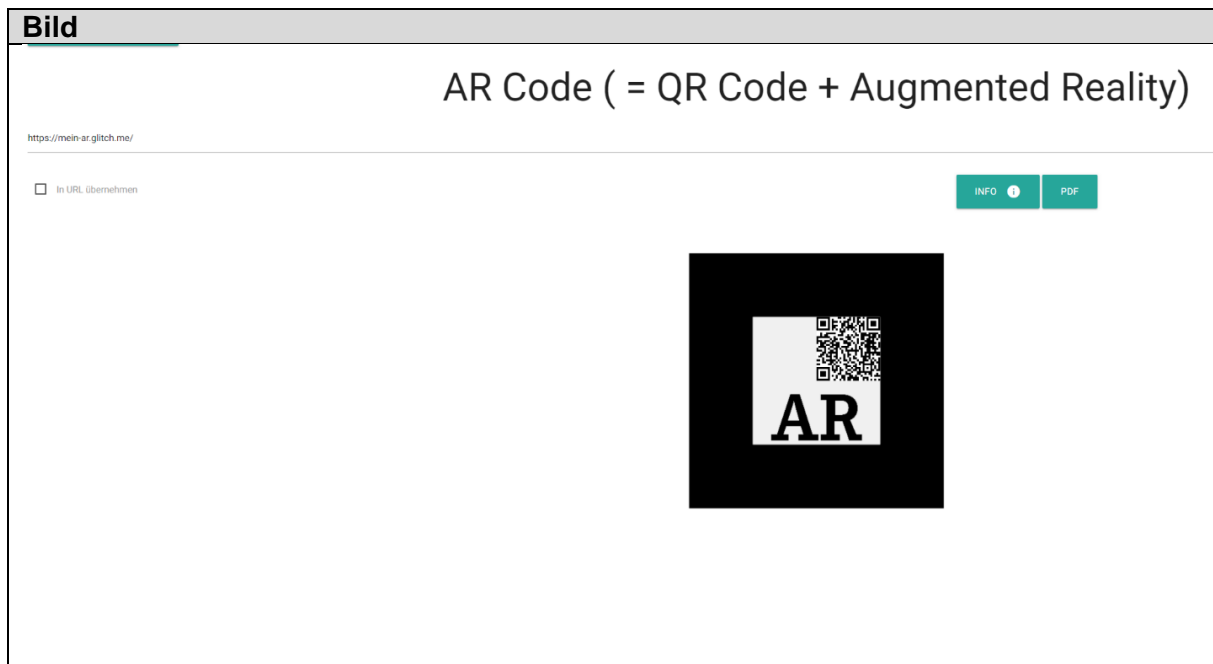 Bild
AR Code ( = QR Code + Augmented Reality)
https://mein-ar.glitch.me/
In URL übernehmen
INFO i
PDF
AR